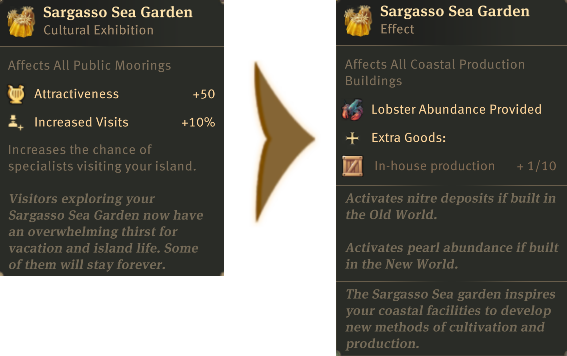 Sargasso Sea Garden
Cultural Exhibition
Affects All Public Moorings
Attractiveness +50
Increased Visits +10%
Increases the chance of
specialists visiting your island.
Visitors exploring your
Sargasso Sea Garden now have
an overwhelming thirst for
vacation and island life. Some
of them will stay forever.
Sargasso Sea Garden
Effect
Affects All Coastal Production
Buildings
Lobster Abundance Provided
Extra Goods:
In-house production + 1/10
Activates nitre deposits if built in
the Old World.
Activates pearl abundance if built
in the New World.
The Sargasso Sea garden inspires
your coastal facilities to develop
new methods of cultivation and
production.